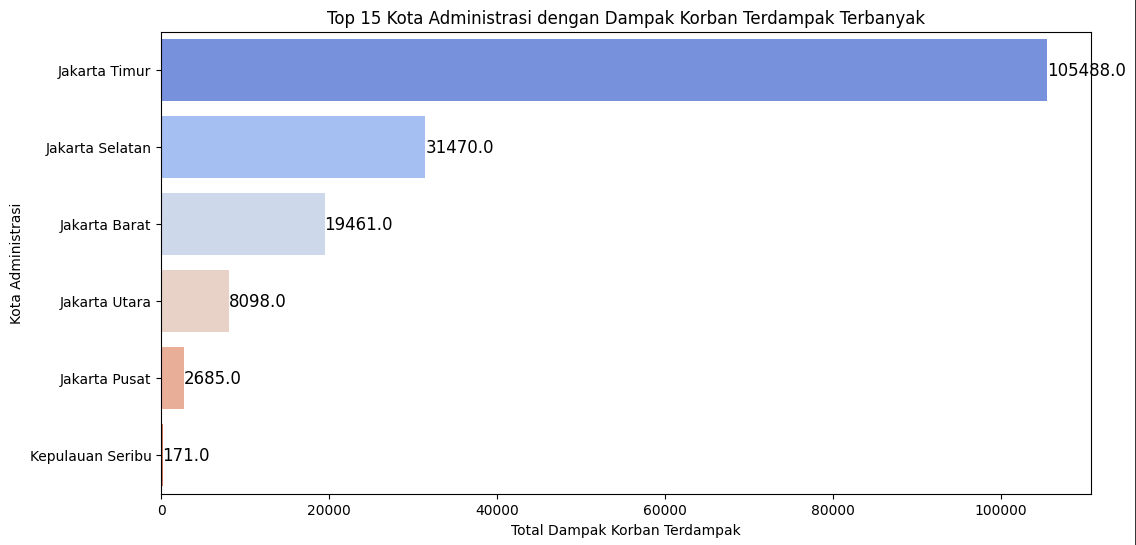 Top 15 Kota Administrasi dengan Dampak Korban Terdampak Terbanyak
Kota Administrasi
Jakarta Timur
105488.0
Jakarta Selatan
31470.0
Jakarta Barat
19461.0
Jakarta Utara
8098.0
Jakarta Pusat
2685.0
Kepulauan Seribu
171.0
0 20000 40000 60000 80000 100000
Total Dampak Korban Terdampak